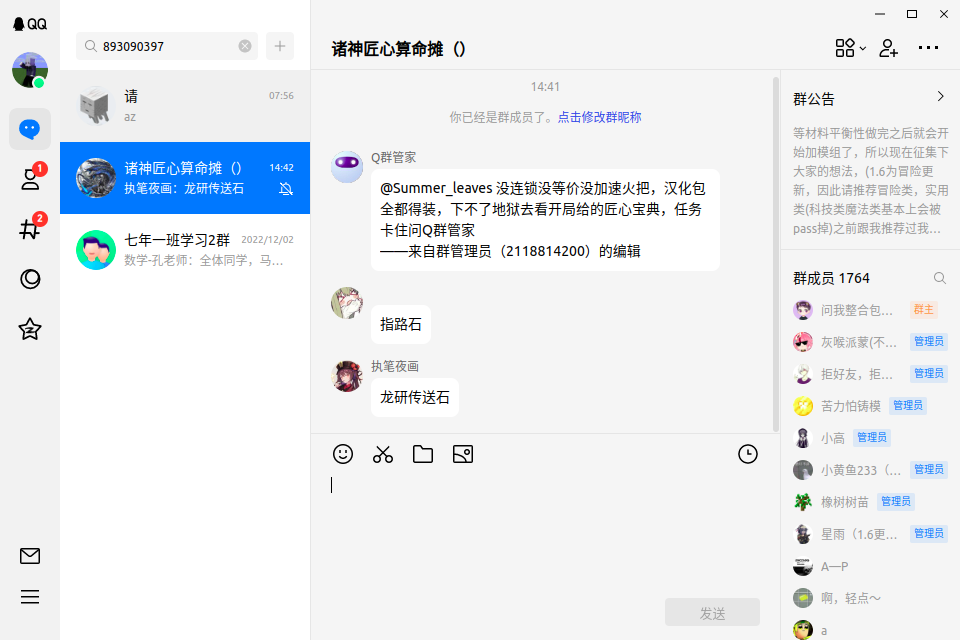 QQ
893090397
请
07:56
az
诸神匠心算命摊（）
14:42
执笔夜画：龙研传送石
七年一班学习2群
2022/12/02
数学-孔老师：全体同学，马...
1
2
诸神匠心算命摊（）
14:41
你已经是群成员了。点击修改群昵称
Q群管家
@Summer_leaves 没连锁没等价没加速火把，汉化包
全都得装，下不了地狱去看开局给的匠心宝典，任务
卡住问Q群管家
——来自群管理员（2118814200）的编辑
指路石
执笔夜画
龙研传送石
发送
群公告
等材料平衡性做完之后就会开
始加模组了，所以现在征集下
大家的想法，(1.6为冒险更
新，因此请推荐冒险类，实用
类(科技类魔法类基本上会被
pass掉)之前跟我推荐过我...
群成员 1764
问我整合包... 群主
灰喉派蒙(不... 管理员
拒好友，拒... 管理员
苦力怕铸模 管理员
小高 管理员
小黄鱼233（... 管理员
橡树树苗 管理员
星雨（1.6更... 管理员
A—P
啊，轻点～
a